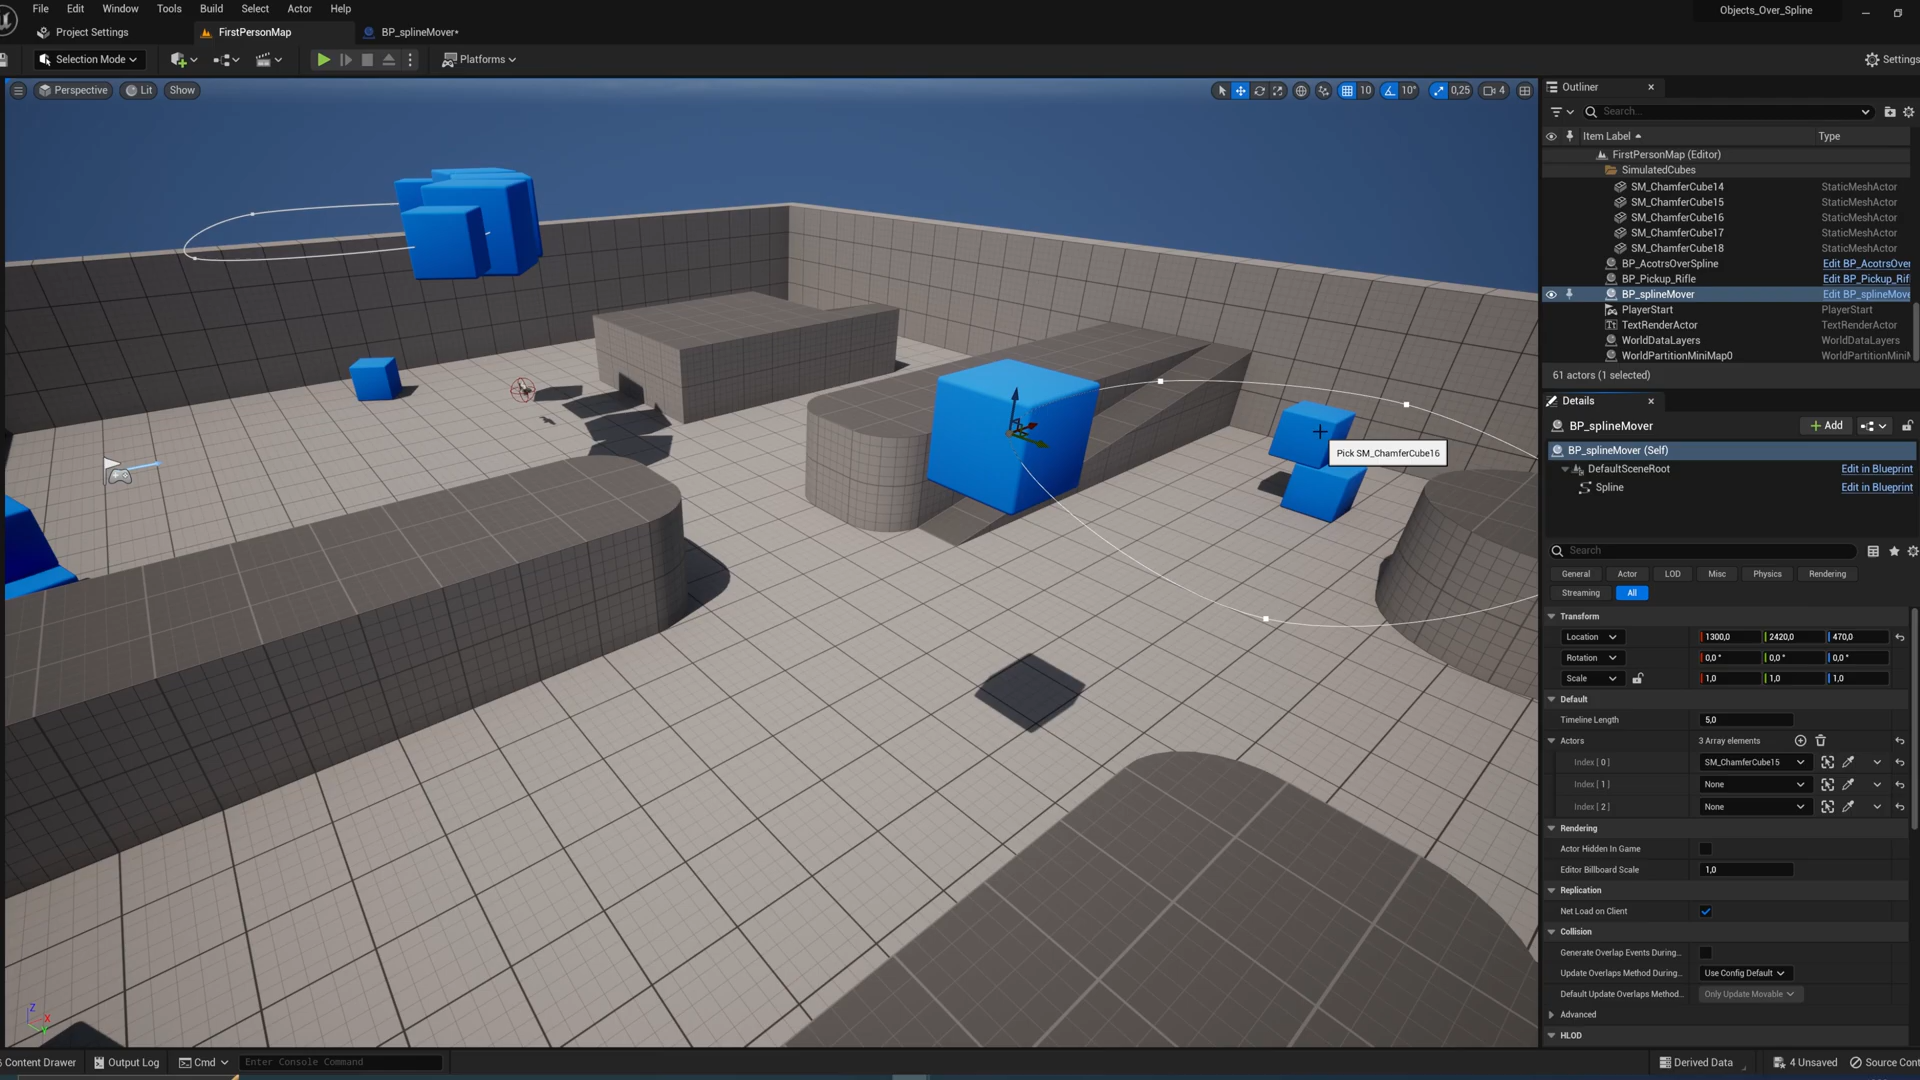 File Edit Window Tools Build Select Actor Help
Objects_Over_Spline
Project Settings FirstPersonMap BP_splineMover*
Selection Mode Platforms Settings
Perspective Lit Show 10 10° 0,25 4
Outliner
Search...
Item Label Type
FirstPersonMap (Editor)
SimulatedCubes
SM_ChamferCube14 StaticMeshActor
SM_ChamferCube15 StaticMeshActor
SM_ChamferCube16 StaticMeshActor
SM_ChamferCube17 StaticMeshActor
SM_ChamferCube18 StaticMeshActor
BP_AcotrsOverSpline Edit BP_AcotrsOver
BP_Pickup_Rifle Edit BP_Pickup_Rif
BP_splineMover Edit BP_splineMove
PlayerStart PlayerStart
TextRenderActor TextRenderActor
WorldDataLayers WorldDataLayers
WorldPartitionMiniMap0 WorldPartitionMini
61 actors (1 selected)
Details
BP_splineMover Add
BP_splineMover (Self)
DefaultSceneRoot Edit in Blueprint
Spline Edit in Blueprint
Pick SM_ChamferCube16
Search
General Actor LOD Misc Physics Rendering
Streaming All
Transform
Location 1300,0 2420,0 470,0
Rotation 0,0 ° 0,0 ° 0,0 °
Scale 1,0 1,0 1,0
Default
Timeline Length 5,0
Actors 3 Array elements
Index [ 0 ] SM_ChamferCube15
Index [ 1 ] None
Index [ 2 ] None
Rendering
Actor Hidden In Game
Editor Billboard Scale 1,0
Replication
Net Load on Client
Collision
Generate Overlap Events During...
Update Overlaps Method During... Use Config Default
Default Update Overlaps Method... Only Update Movable
Advanced
HLOD
Z
X
Y
Content Drawer Output Log Cmd Enter Console Command Derived Data 4 Unsaved Source Cont